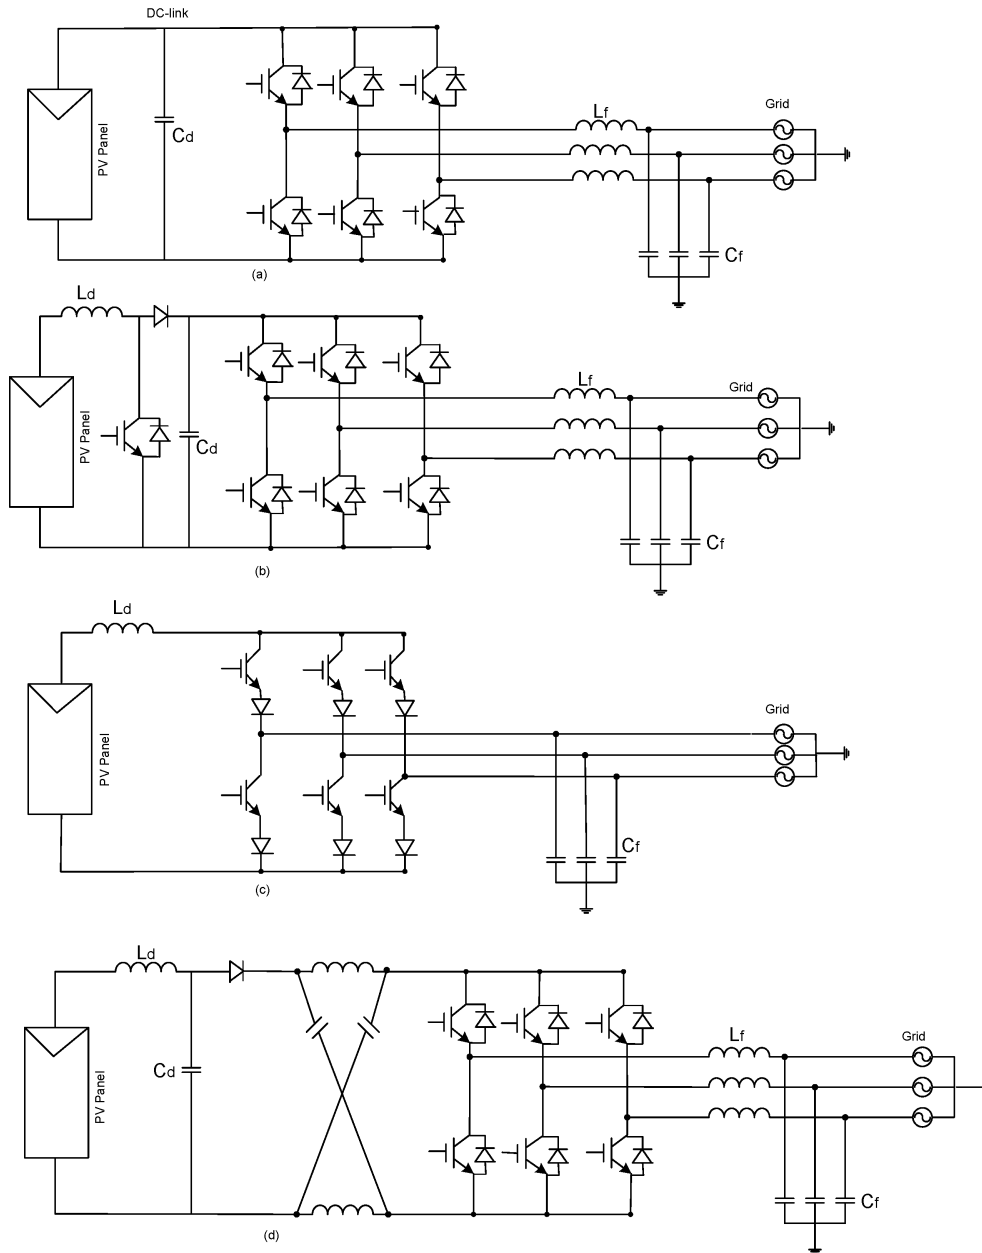 DC-link
PV Panel
Cd
Lf
Grid
Cf
(a)
Ld
PV Panel
Cd
Lf
Grid
Cf
(b)
Ld
PV Panel
Grid
Cf
(c)
Ld
PV Panel
Cd
Lf
Grid
Cf
(d)